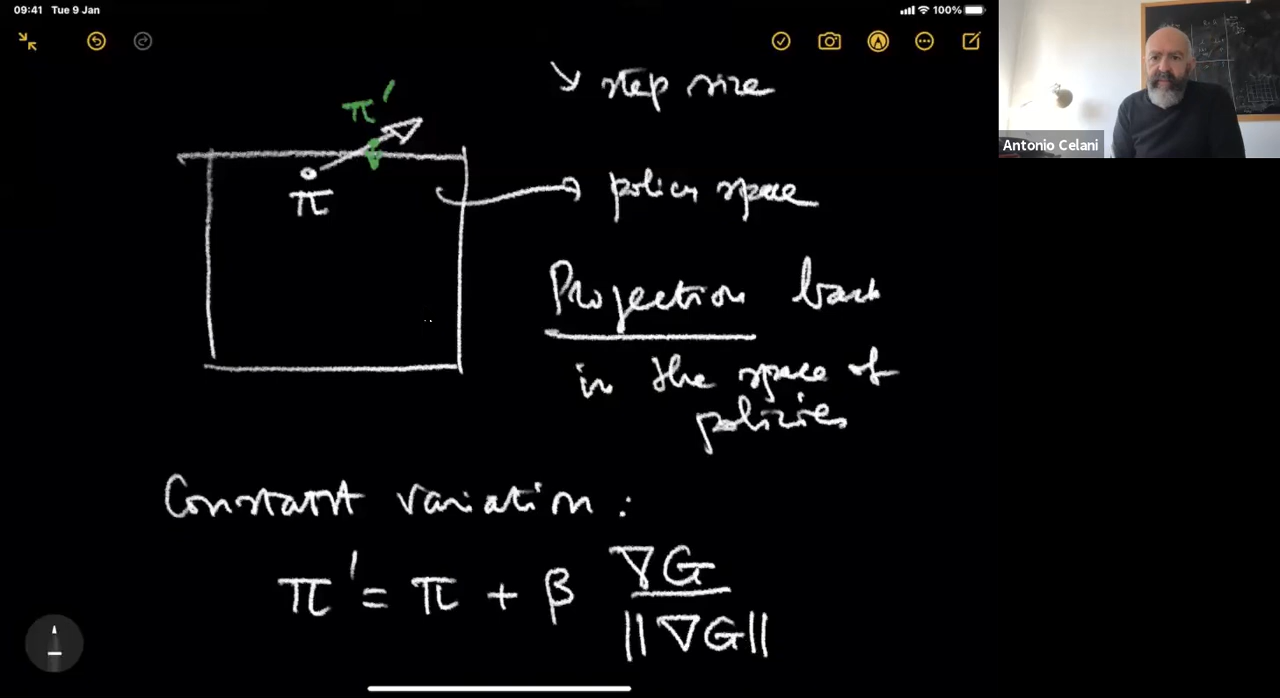 09:41 Tue 9 Jan
100%
Antonio Celani
↘ step size
π'
π
policy space
Projection back
in the space of
policies
Constant variation :
π' = π + β ∇G / ||∇G||